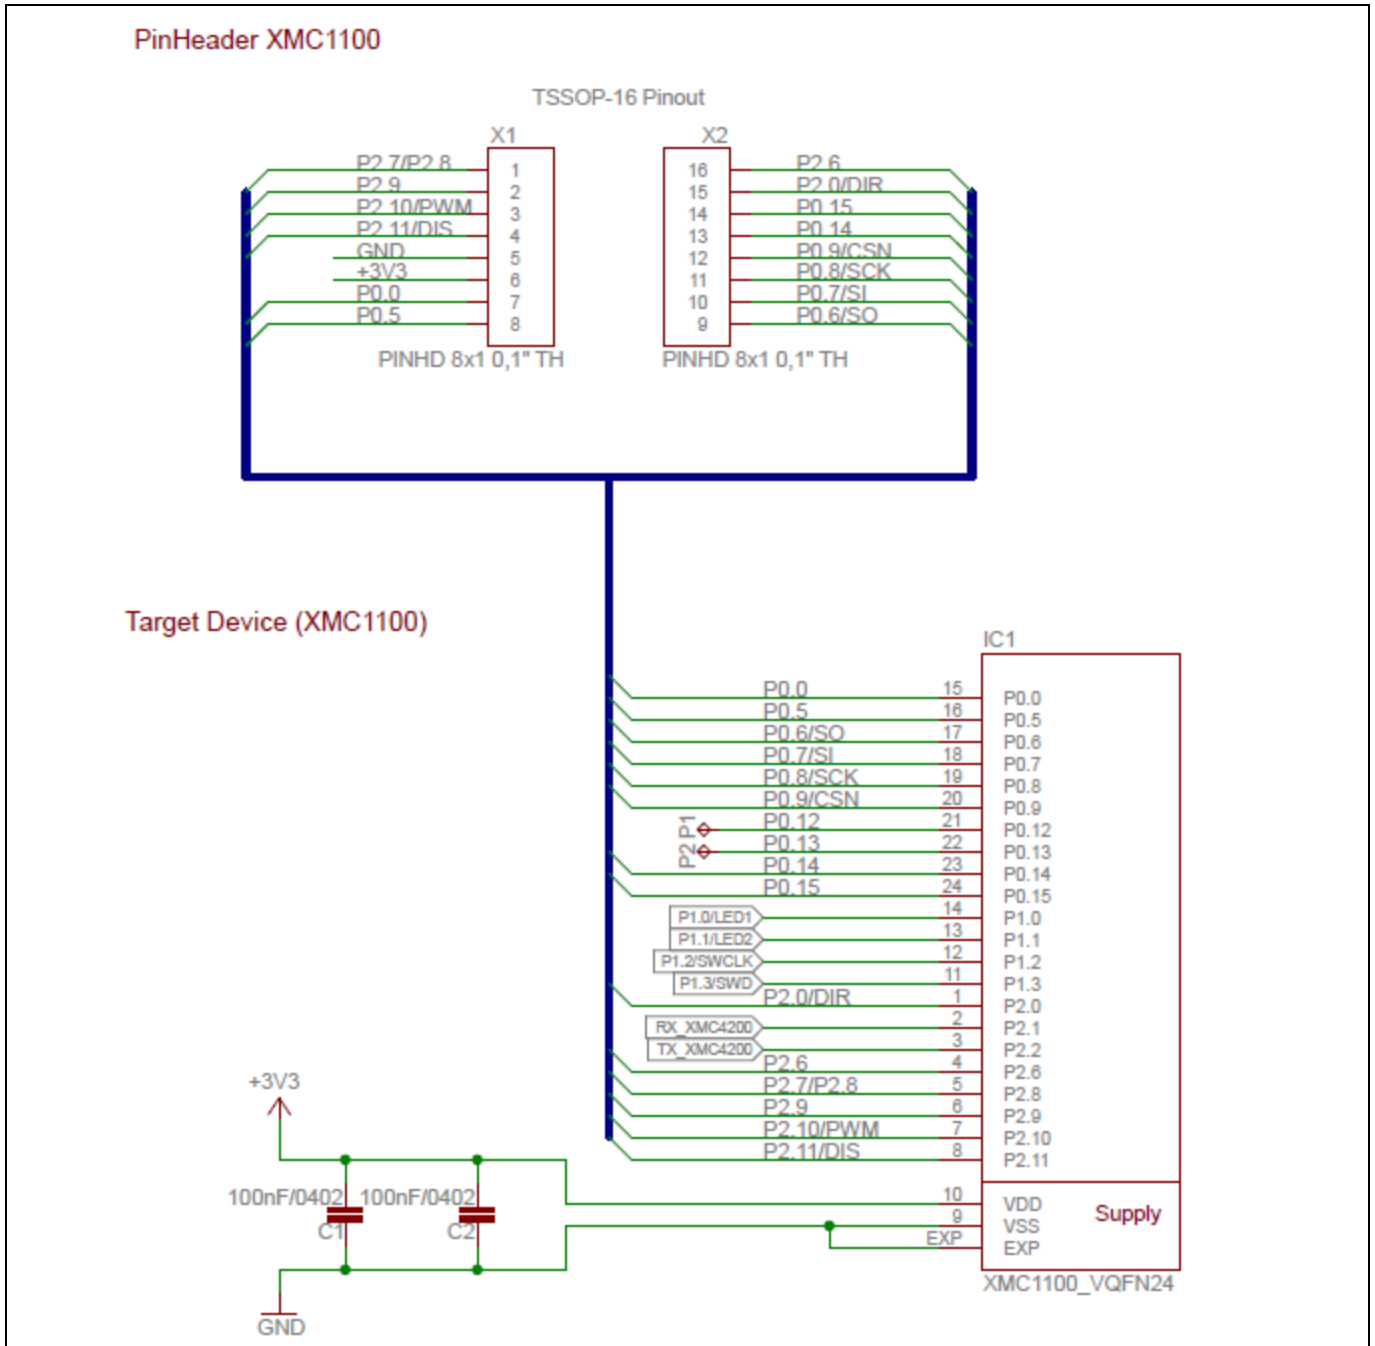 PinHeader XMC1100
TSSOP-16 Pinout
X1
X2
P2.7/P2.8 1
P2.9 2
P2.10/PWM 3
P2.11/DIS 4
GND 5
+3V3 6
P0.0 7
P0.5 8
16 P2.6
15 P2.0/DIR
14 P0.15
13 P0.14
12 P0.9/CSN
11 P0.8/SCK
10 P0.7/SI
9 P0.6/SO
PINHD 8x1 0,1" TH
PINHD 8x1 0,1" TH
Target Device (XMC1100)
IC1
P0.0 15 P0.0
P0.5 16 P0.5
P0.6/SO 17 P0.6
P0.7/SI 18 P0.7
P0.8/SCK 19 P0.8
P0.9/CSN 20 P0.9
P1 P0.12 21 P0.12
P2 P0.13 22 P0.13
P0.14 23 P0.14
P0.15 24 P0.15
P1.0/LED1 14 P1.0
P1.1/LED2 13 P1.1
P1.2/SWCLK 12 P1.2
P1.3/SWD 11 P1.3
P2.0/DIR 1 P2.0
RX_XMC4200 2 P2.1
TX_XMC4200 3 P2.2
P2.6 4 P2.6
P2.7/P2.8 5 P2.8
P2.9 6 P2.9
P2.10/PWM 7 P2.10
P2.11/DIS 8 P2.11
10 VDD
9 VSS
EXP EXP
Supply
XMC1100_VQFN24
+3V3
100nF/0402 100nF/0402
C1 C2
GND